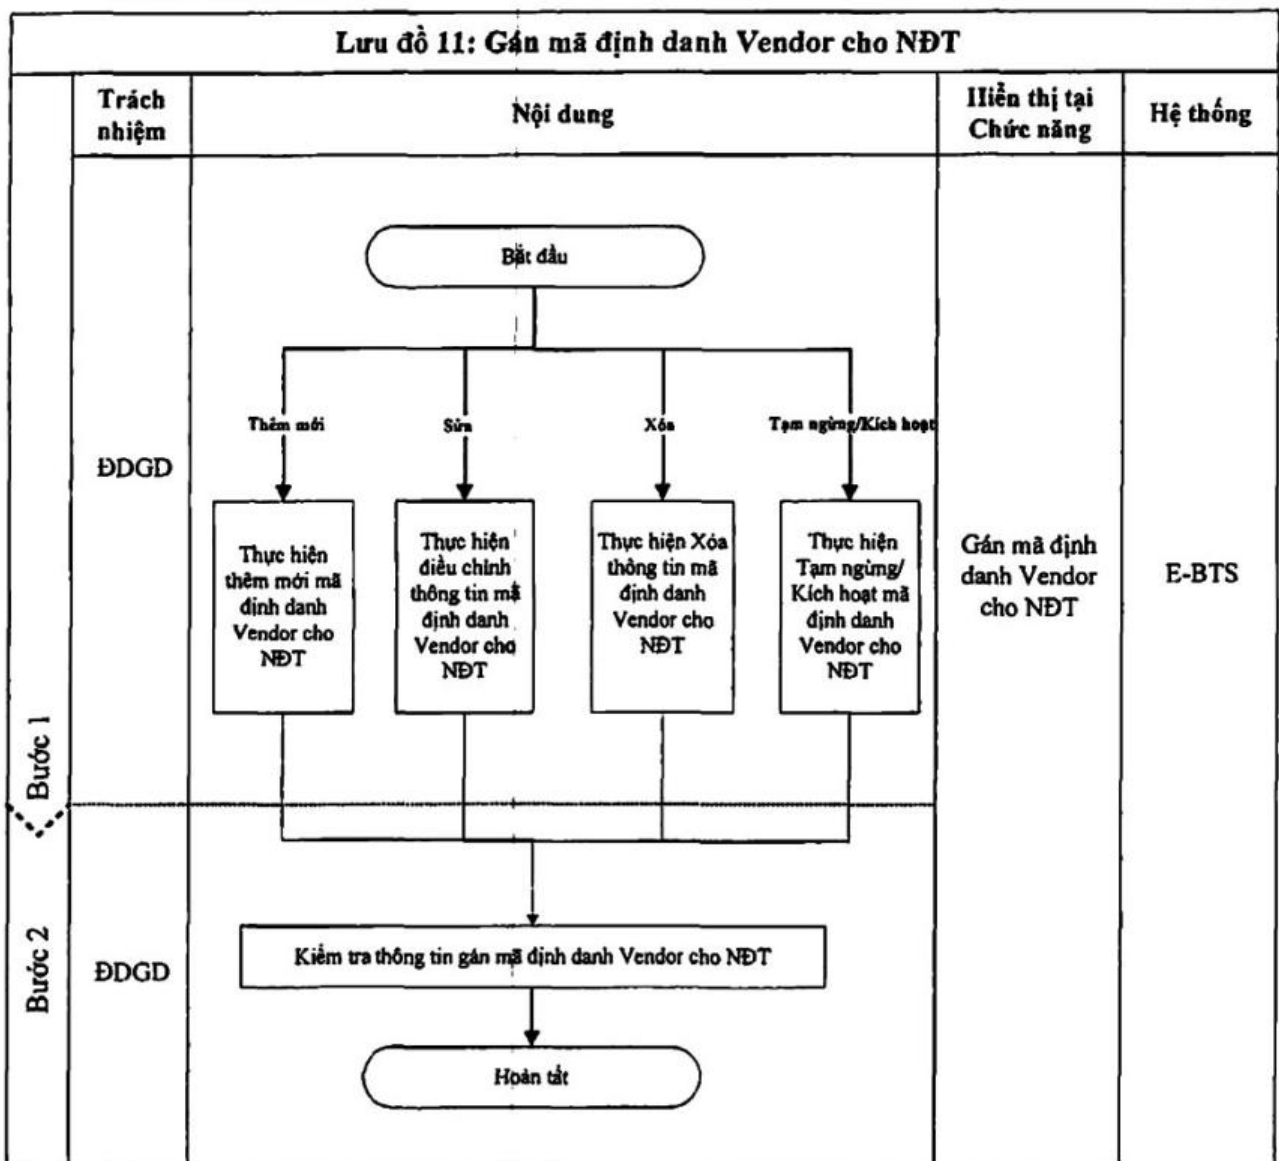 Lưu đồ 11: Gán mã định danh Vendor cho NĐT
Trách
nhiệm
Nội dung
Hiển thị tại
Chức năng
Hệ thống
Bắt đầu
Thêm mới
Sửa
Xóa
Tạm ngừng/Kích hoạt
ĐDGD
Thực hiện
thêm mới mã
định danh
Vendor cho
NĐT
Thực hiện
điều chỉnh
thông tin mã
định danh
Vendor cho
NĐT
Thực hiện Xóa
thông tin mã
định danh
Vendor cho
NĐT
Thực hiện
Tạm ngừng/
Kích hoạt mã
định danh
Vendor cho
NĐT
Gán mã định
danh Vendor
cho NĐT
E-BTS
Bước 1
Bước 2
ĐDGD
Kiểm tra thông tin gán mã định danh Vendor cho NĐT
Hoàn tất